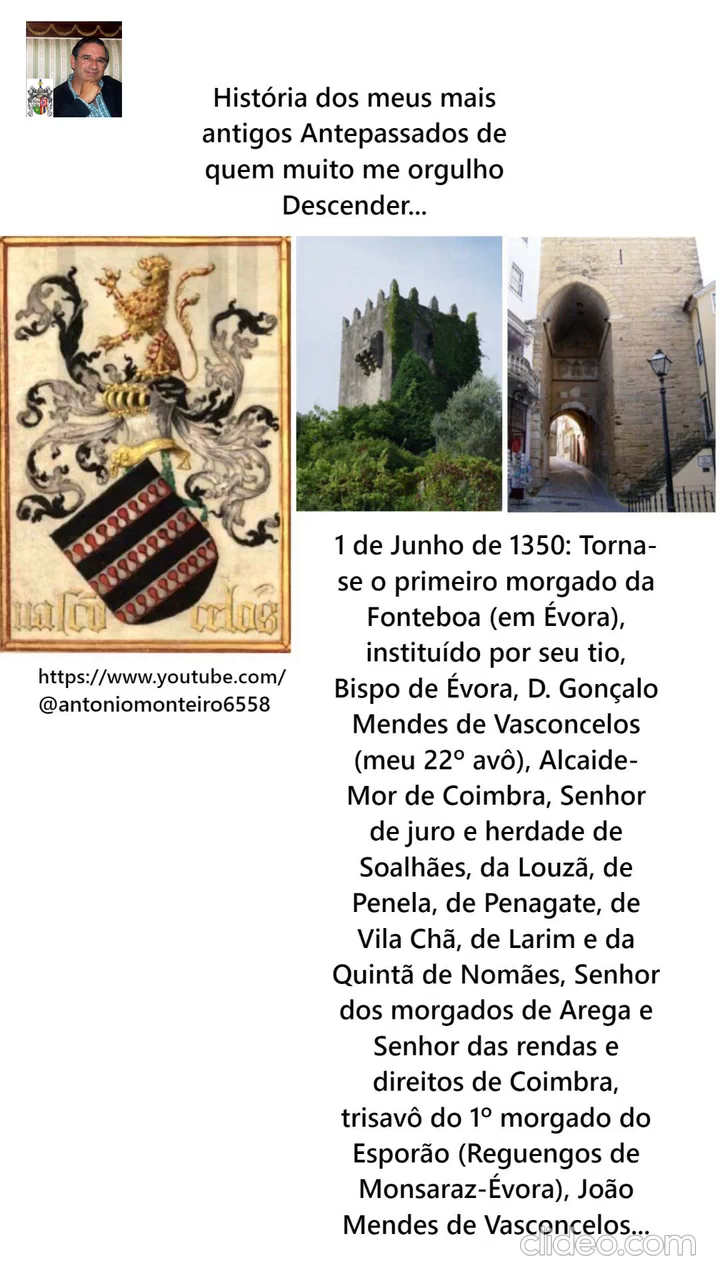 História dos meus mais
antigos Antepassados de
quem muito me orgulho
Descender...
uasco celos
https://www.youtube.com/
@antoniomonteiro6558
1 de Junho de 1350: Torna-
se o primeiro morgado da
Fonteboa (em Évora),
instituído por seu tio,
Bispo de Évora, D. Gonçalo
Mendes de Vasconcelos
(meu 22º avô), Alcaide-
Mor de Coimbra, Senhor
de juro e herdade de
Soalhães, da Louzã, de
Penela, de Penagate, de
Vila Chã, de Larim e da
Quintã de Nomães, Senhor
dos morgados de Arega e
Senhor das rendas e
direitos de Coimbra,
trisavô do 1º morgado do
Esporão (Reguengos de
Monsaraz-Évora), João
Mendes de Vasconcelos...
clideo.com